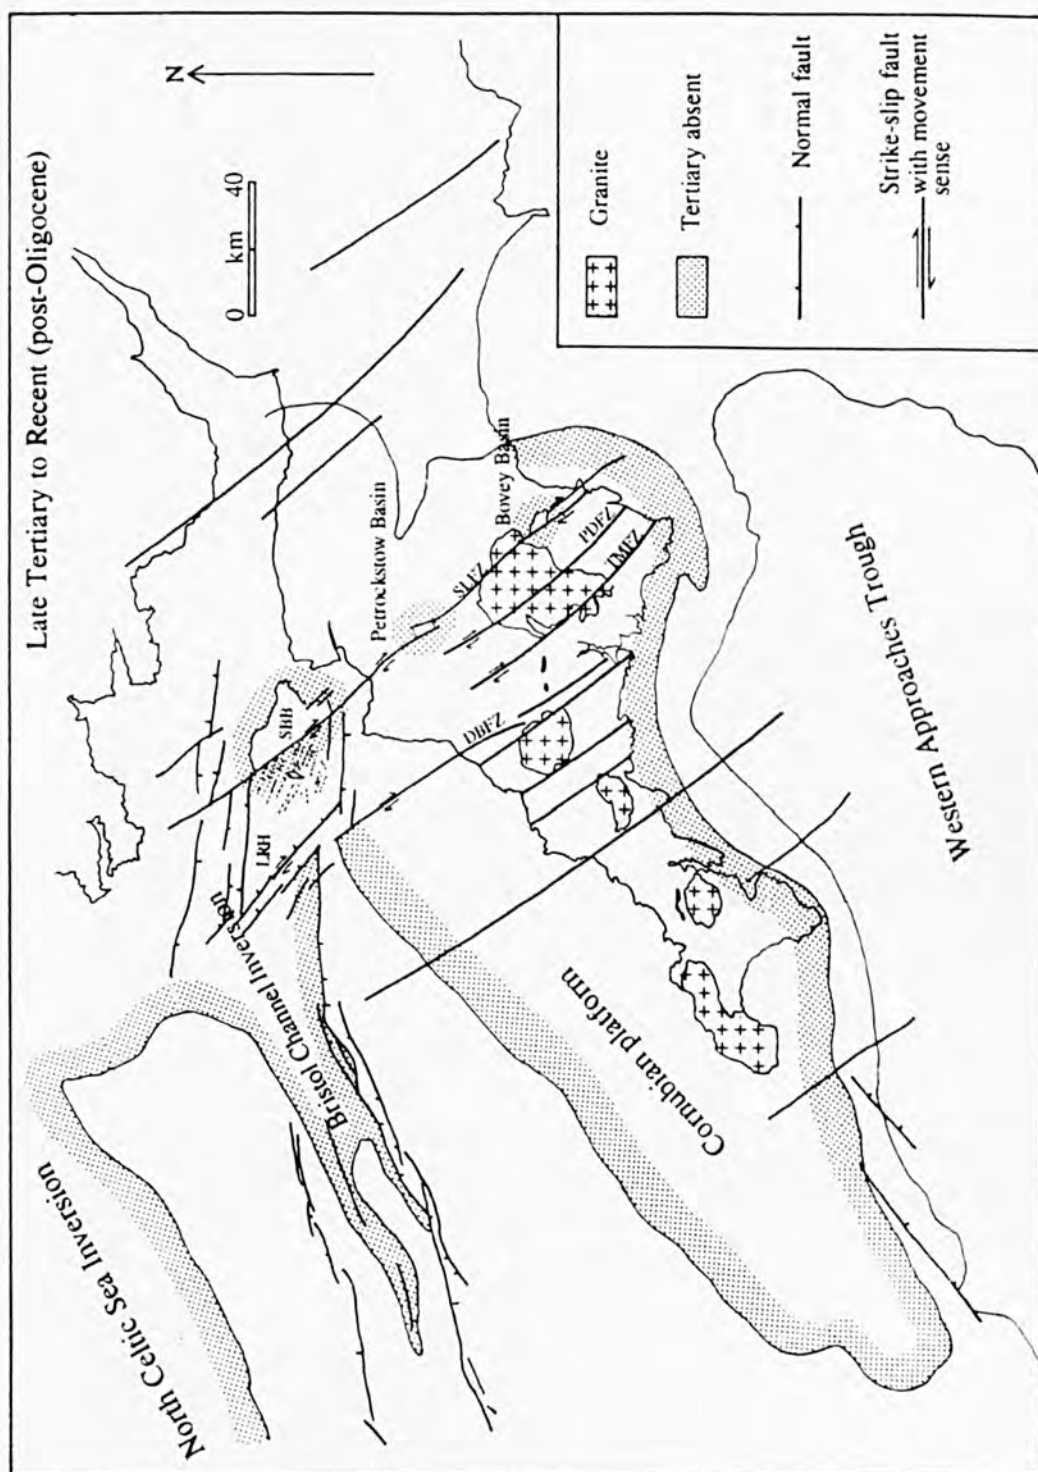 Late Tertiary to Recent (post-Oligocene)
N
0 km 40
North Celtic Sea Inversion
Bristol Channel Inversion
LRH
SBB
Petrockstow Basin
Bovey Basin
SLFZ
PDFZ
TMFZ
DBFZ
Cornubian platform
Western Approaches Trough
Granite
Tertiary absent
Normal fault
Strike-slip fault
with movement
sense